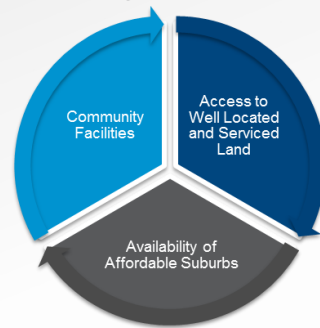 Community
Facilities
Access to
Well Located
and Serviced
Land
Availability of
Affordable Suburbs